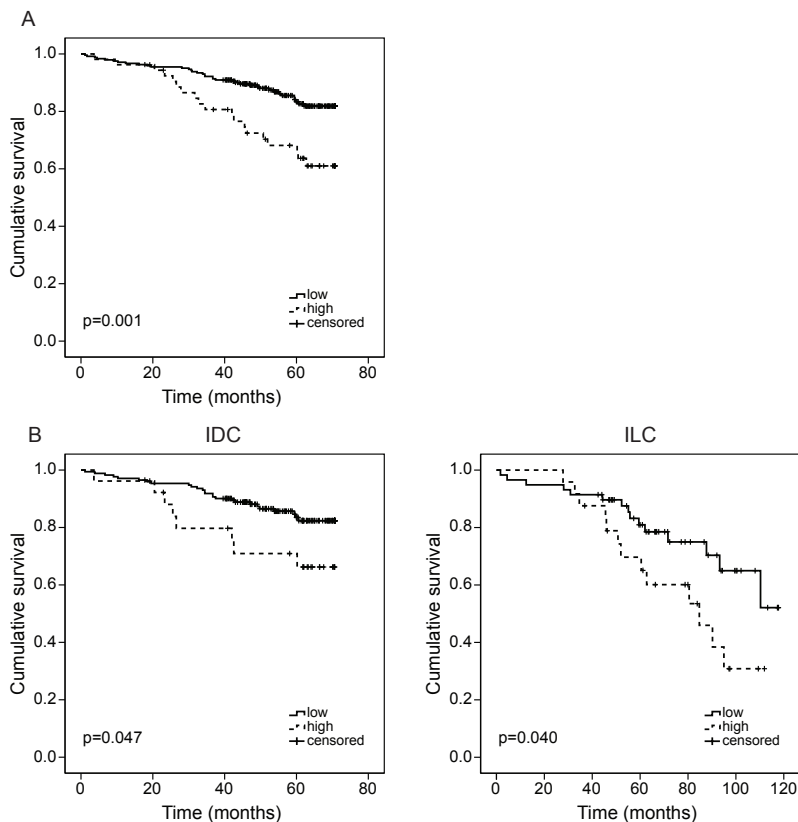 A
Cumulative survival
1.0
0.8
0.6
0.4
0.2
0.0
low
high
censored
p=0.001
0 20 40 60 80
Time (months)
B
IDC
Cumulative survival
1.0
0.8
0.6
0.4
0.2
0.0
low
high
censored
p=0.047
0 20 40 60 80
Time (months)
ILC
Cumulative survival
1.0
0.8
0.6
0.4
0.2
0.0
low
high
censored
p=0.040
0 20 40 60 80 100 120
Time (months)